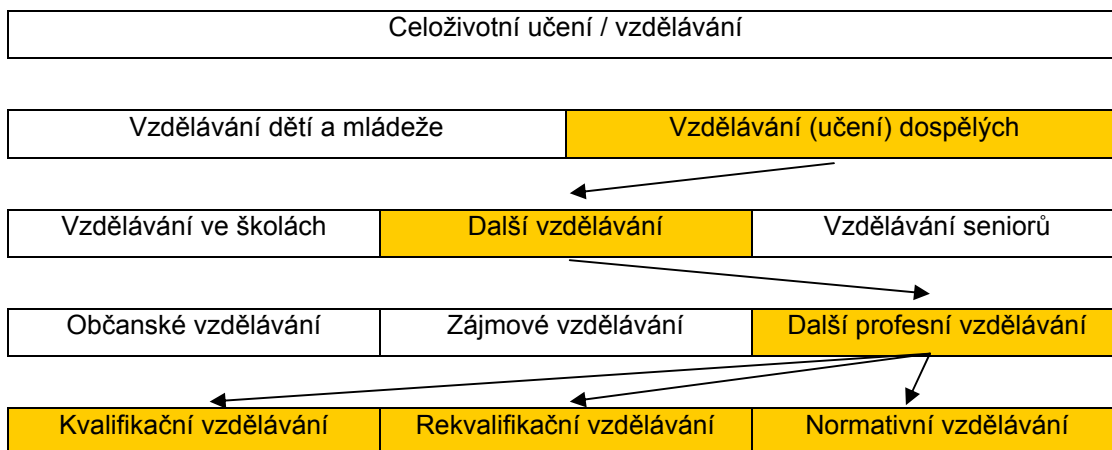 Celoživotní učení / vzdělávání
Vzdělávání dětí a mládeže
Vzdělávání (učení) dospělých
Vzdělávání ve školách
Další vzdělávání
Vzdělávání seniorů
Občanské vzdělávání
Zájmové vzdělávání
Další profesní vzdělávání
Kvalifikační vzdělávání
Rekvalifikační vzdělávání
Normativní vzdělávání